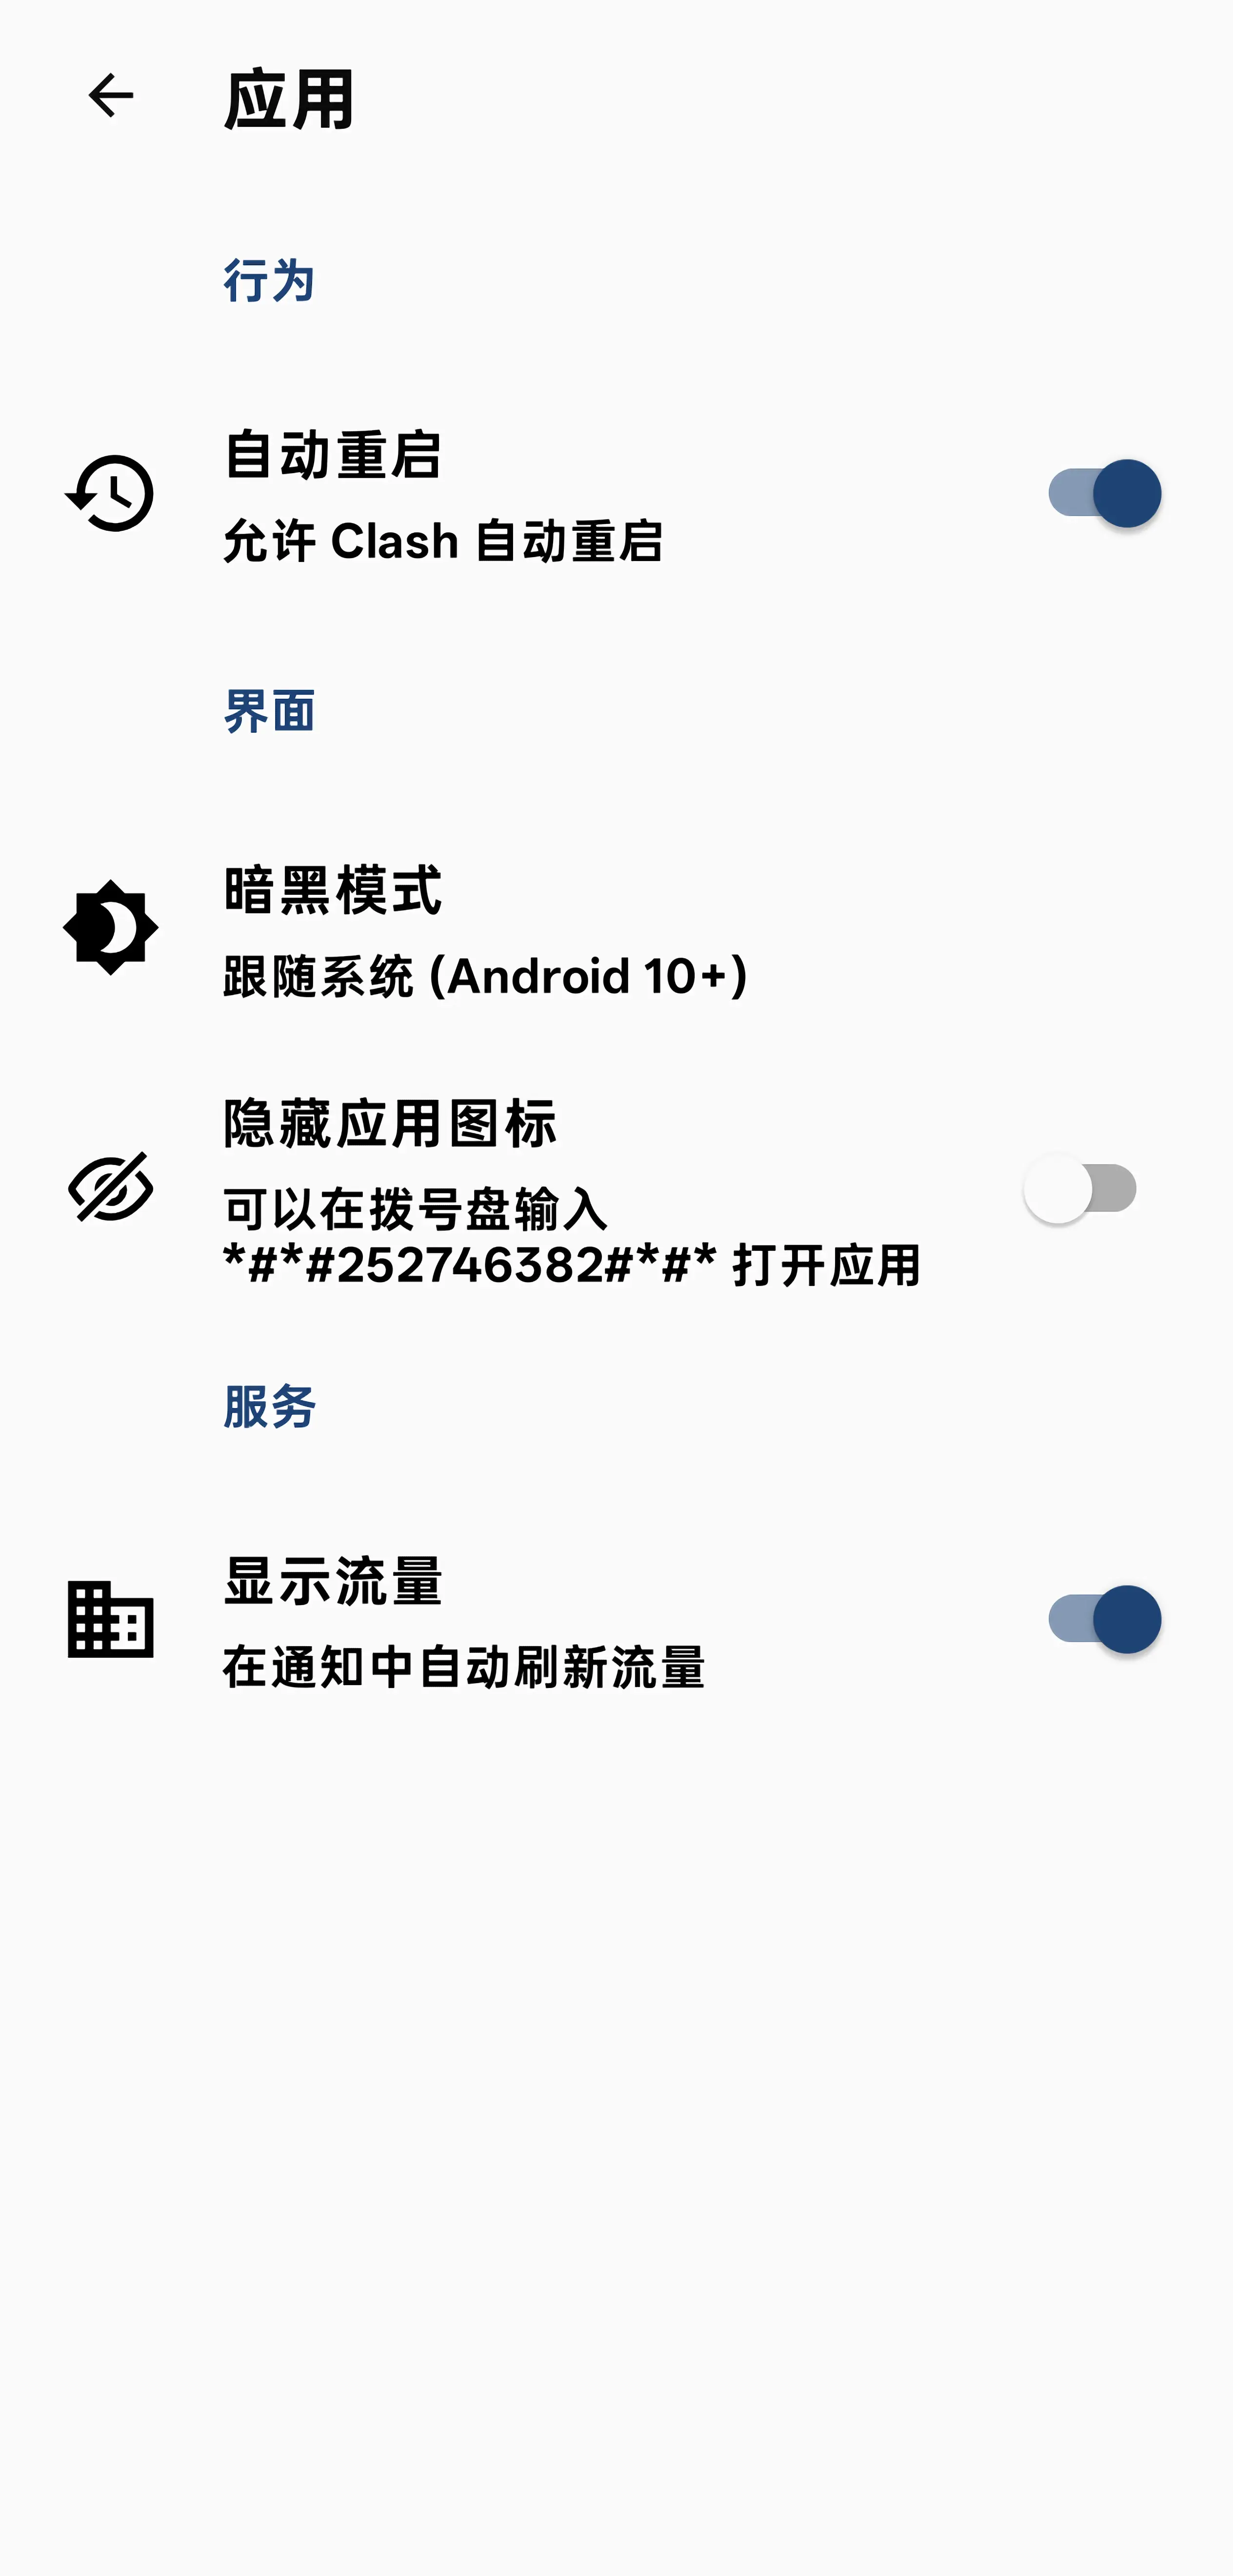 应用
行为
自动重启
允许 Clash 自动重启
界面
暗黑模式
跟随系统 (Android 10+)
隐藏应用图标
可以在拨号盘输入
*#*#252746382#*#* 打开应用
服务
显示流量
在通知中自动刷新流量